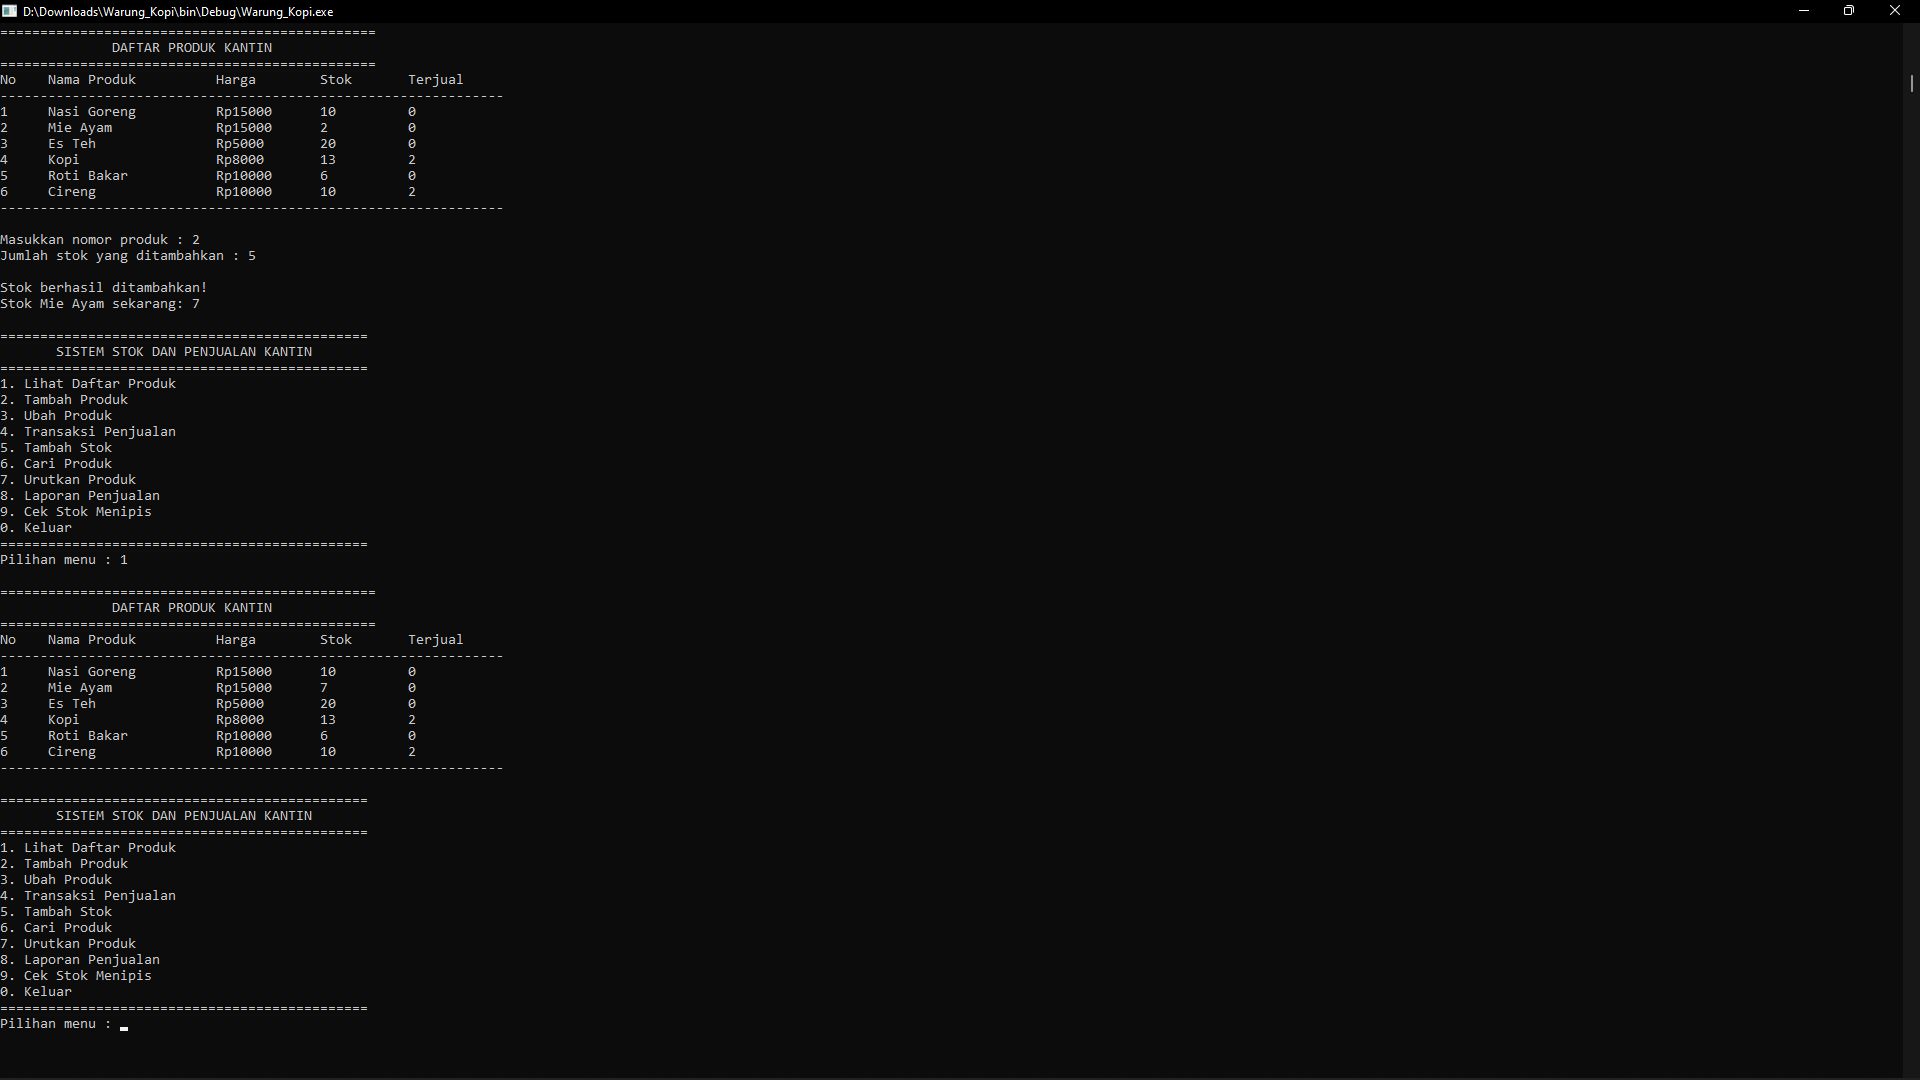 D:\Downloads\Warung_Kopi\bin\Debug\Warung_Kopi.exe
===============================================
              DAFTAR PRODUK KANTIN
===============================================
No    Nama Produk          Harga        Stok       Terjual
---------------------------------------------------------------
1     Nasi Goreng          Rp15000      10         0
2     Mie Ayam             Rp15000      2          0
3     Es Teh               Rp5000       20         0
4     Kopi                 Rp8000       13         2
5     Roti Bakar           Rp10000      6          0
6     Cireng               Rp10000      10         2
---------------------------------------------------------------
Masukkan nomor produk : 2
Jumlah stok yang ditambahkan : 5
Stok berhasil ditambahkan!
Stok Mie Ayam sekarang: 7
==============================================
       SISTEM STOK DAN PENJUALAN KANTIN
==============================================
1. Lihat Daftar Produk
2. Tambah Produk
3. Ubah Produk
4. Transaksi Penjualan
5. Tambah Stok
6. Cari Produk
7. Urutkan Produk
8. Laporan Penjualan
9. Cek Stok Menipis
0. Keluar
==============================================
Pilihan menu : 1
===============================================
              DAFTAR PRODUK KANTIN
===============================================
No    Nama Produk          Harga        Stok       Terjual
---------------------------------------------------------------
1     Nasi Goreng          Rp15000      10         0
2     Mie Ayam             Rp15000      7          0
3     Es Teh               Rp5000       20         0
4     Kopi                 Rp8000       13         2
5     Roti Bakar           Rp10000      6          0
6     Cireng               Rp10000      10         2
---------------------------------------------------------------
==============================================
       SISTEM STOK DAN PENJUALAN KANTIN
==============================================
1. Lihat Daftar Produk
2. Tambah Produk
3. Ubah Produk
4. Transaksi Penjualan
5. Tambah Stok
6. Cari Produk
7. Urutkan Produk
8. Laporan Penjualan
9. Cek Stok Menipis
0. Keluar
==============================================
Pilihan menu :